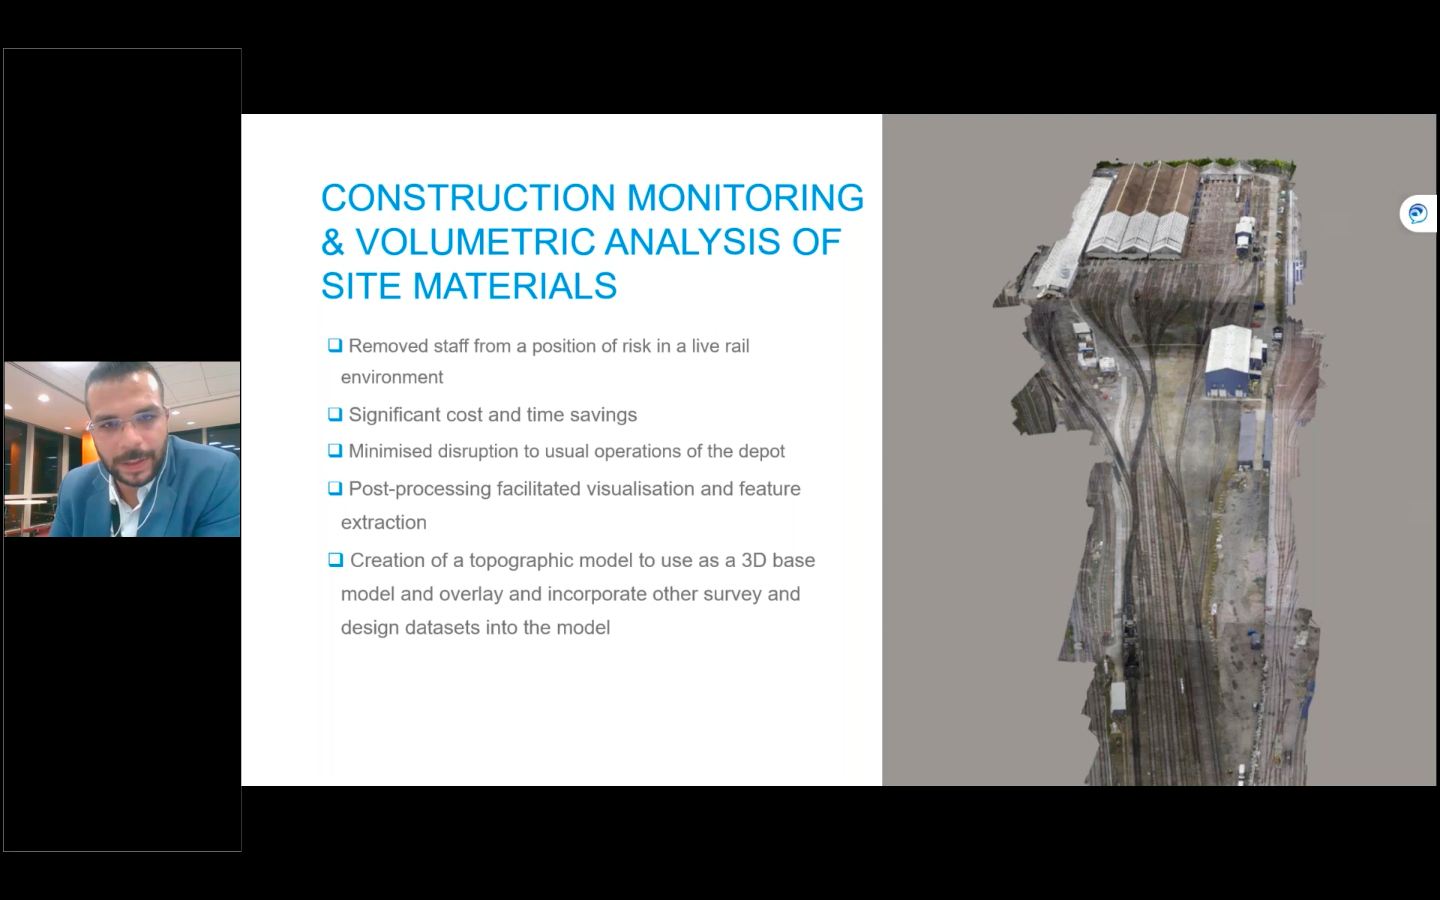 CONSTRUCTION MONITORING
& VOLUMETRIC ANALYSIS OF
SITE MATERIALS
Removed staff from a position of risk in a live rail
environment
Significant cost and time savings
Minimised disruption to usual operations of the depot
Post-processing facilitated visualisation and feature
extraction
Creation of a topographic model to use as a 3D base
model and overlay and incorporate other survey and
design datasets into the model